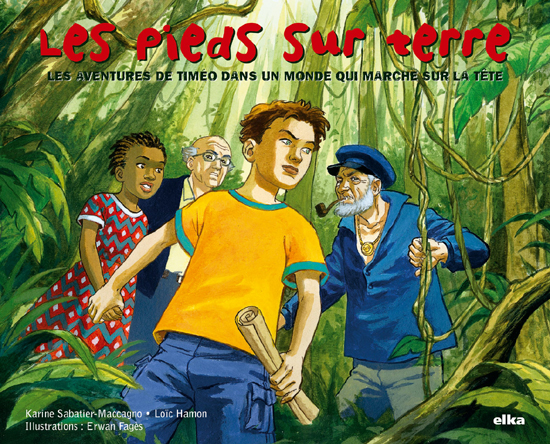 Les pieds sur terre
LES AVENTURES DE TIMÉO DANS UN MONDE QUI MARCHE SUR LA TÊTE
Karine Sabatier-Maccagno • Loïc Hamon
Illustrations : Erwan Fagès
elka